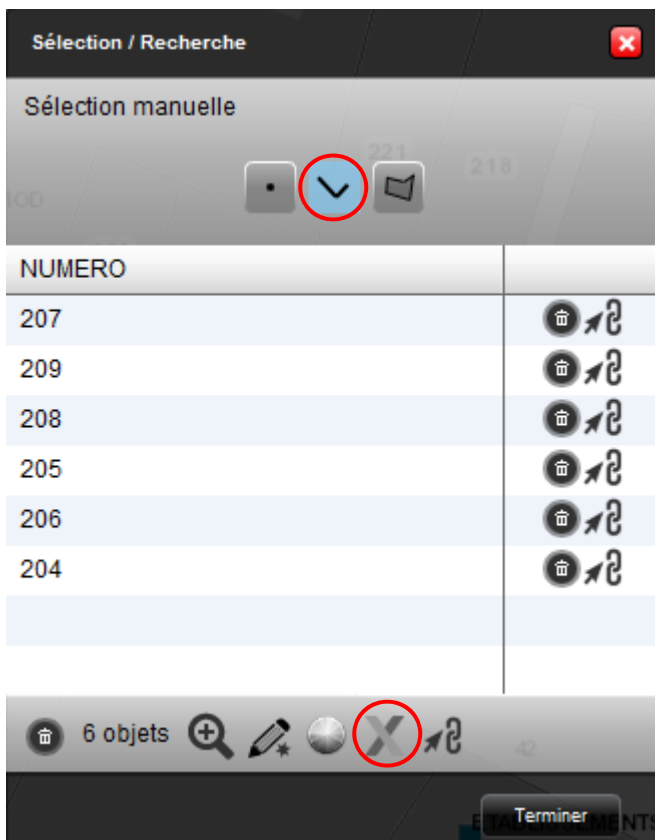 Sélection / Recherche
Sélection manuelle
221
218
NUMERO
207
209
208
205
206
204
6 objets
42
Terminer